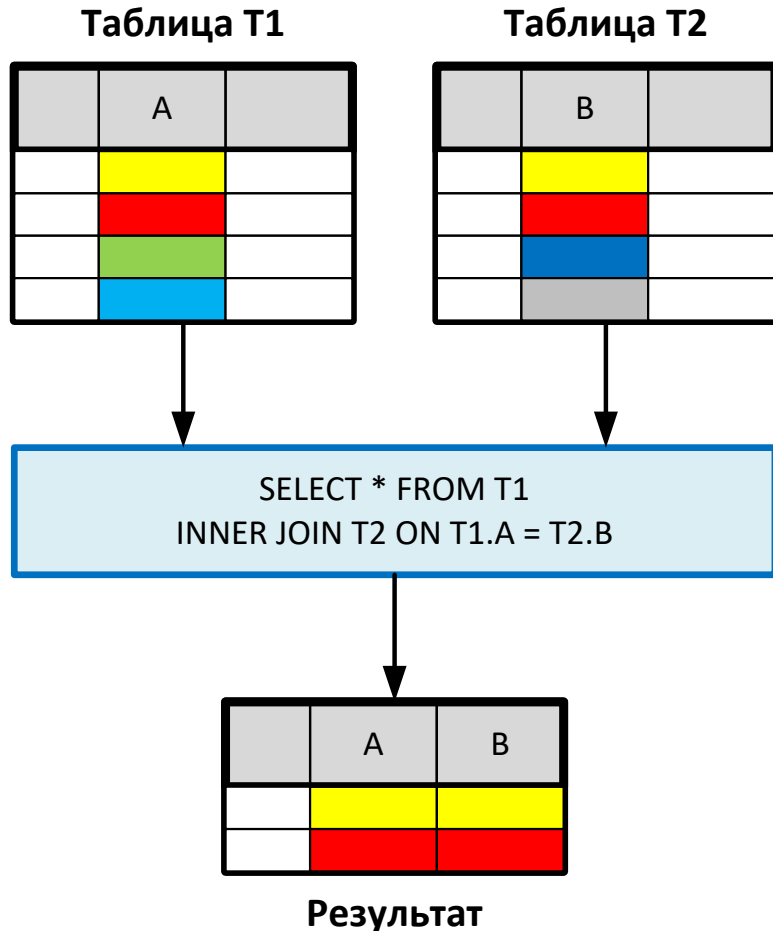 Таблица T1
Таблица T2
A
B
SELECT * FROM T1
INNER JOIN T2 ON T1.A = T2.B
A
B
Результат